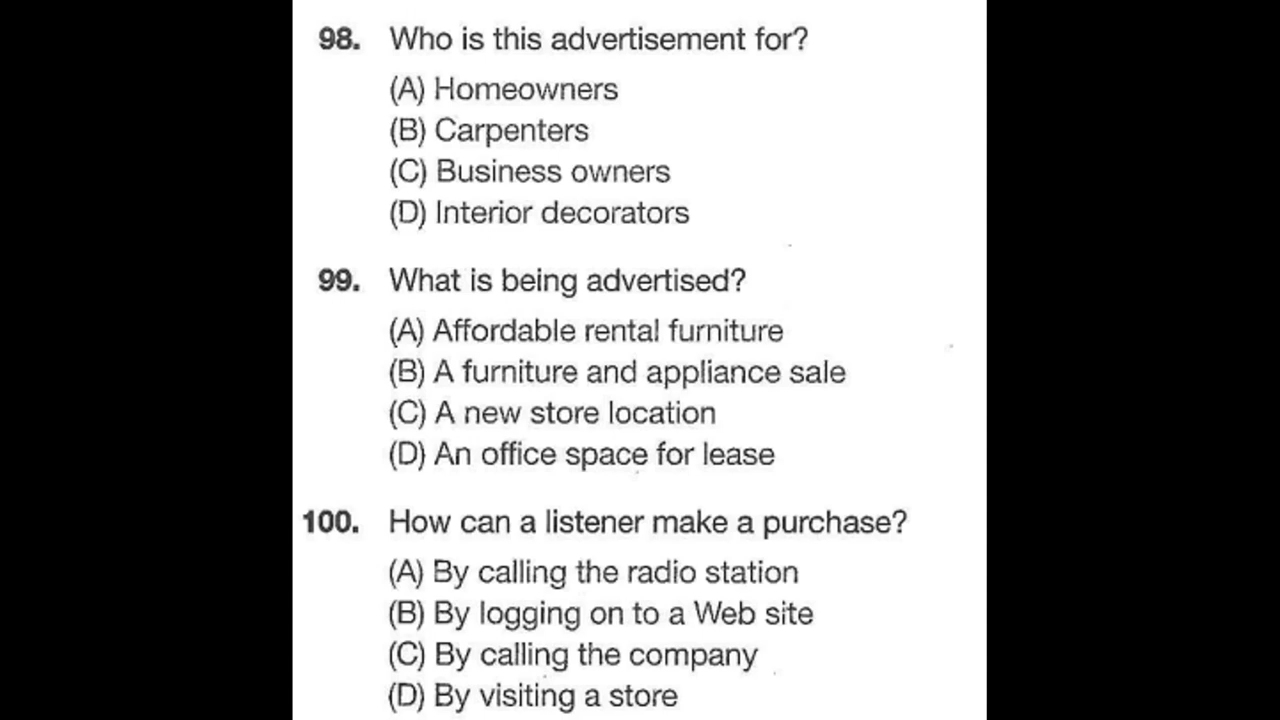 98. Who is this advertisement for?
(A) Homeowners
(B) Carpenters
(C) Business owners
(D) Interior decorators
99. What is being advertised?
(A) Affordable rental furniture
(B) A furniture and appliance sale
(C) A new store location
(D) An office space for lease
100. How can a listener make a purchase?
(A) By calling the radio station
(B) By logging on to a Web site
(C) By calling the company
(D) By visiting a store